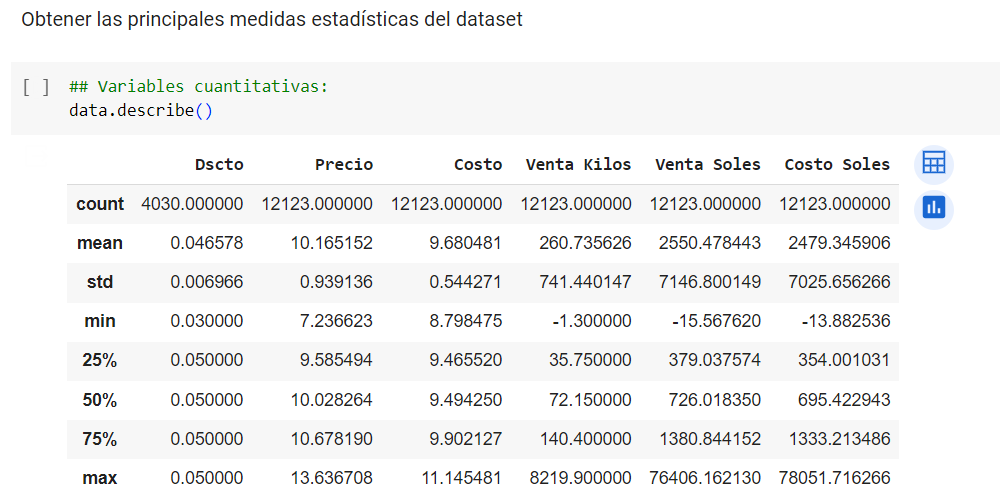 Obtener las principales medidas estadísticas del dataset
[ ] ## Variables cuantitativas:
data.describe()
Dscto Precio Costo Venta Kilos Venta Soles Costo Soles
count 4030.000000 12123.000000 12123.000000 12123.000000 12123.000000 12123.000000
mean 0.046578 10.165152 9.680481 260.735626 2550.478443 2479.345906
std 0.006966 0.939136 0.544271 741.440147 7146.800149 7025.656266
min 0.030000 7.236623 8.798475 -1.300000 -15.567620 -13.882536
25% 0.050000 9.585494 9.465520 35.750000 379.037574 354.001031
50% 0.050000 10.028264 9.494250 72.150000 726.018350 695.422943
75% 0.050000 10.678190 9.902127 140.400000 1380.844152 1333.213486
max 0.050000 13.636708 11.145481 8219.900000 76406.162130 78051.716266